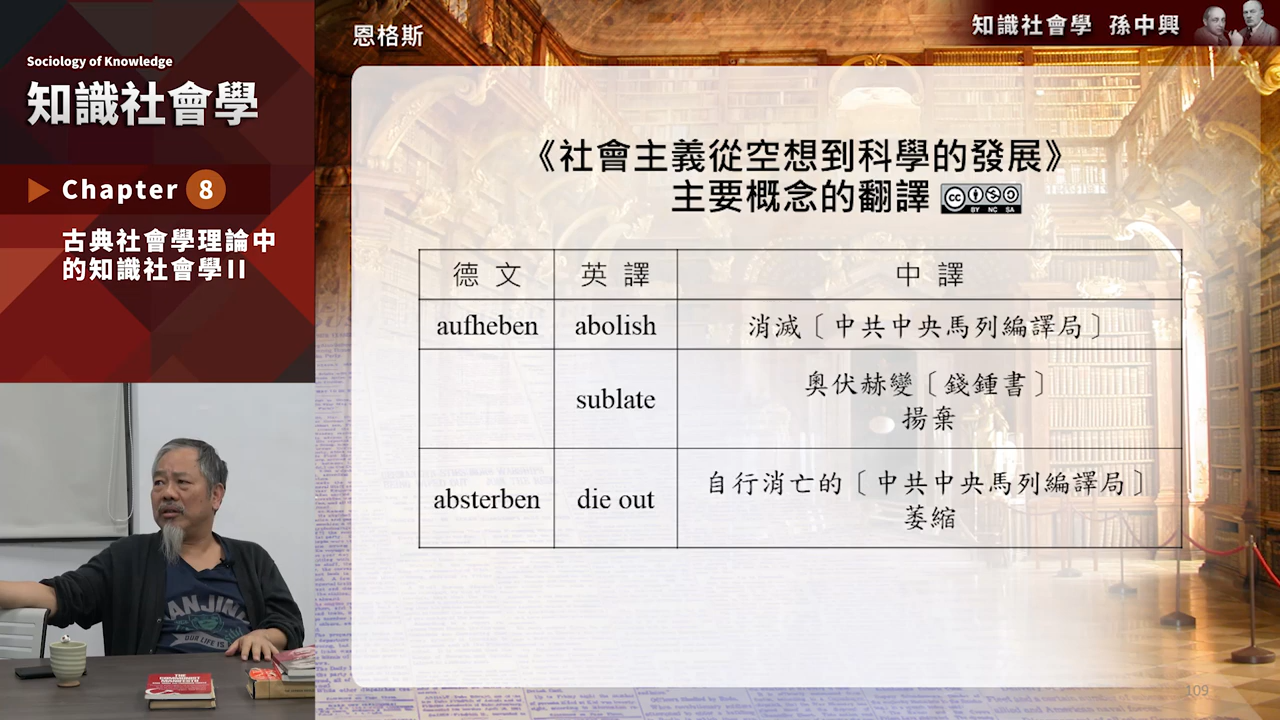 Sociology of Knowledge
知識社會學
Chapter 8
古典社會學理論中
的知識社會學II
恩格斯
知識社會學 孫中興
《社會主義從空想到科學的發展》
主要概念的翻譯
cc BY NC SA
德文 英譯 中譯
aufheben abolish 消滅〔中共中央馬列編譯局〕
sublate 奧伏赫變〔錢鍾書〕
揚棄
absterben die out 自行消亡的〔中共中央馬列編譯局〕
萎縮
109